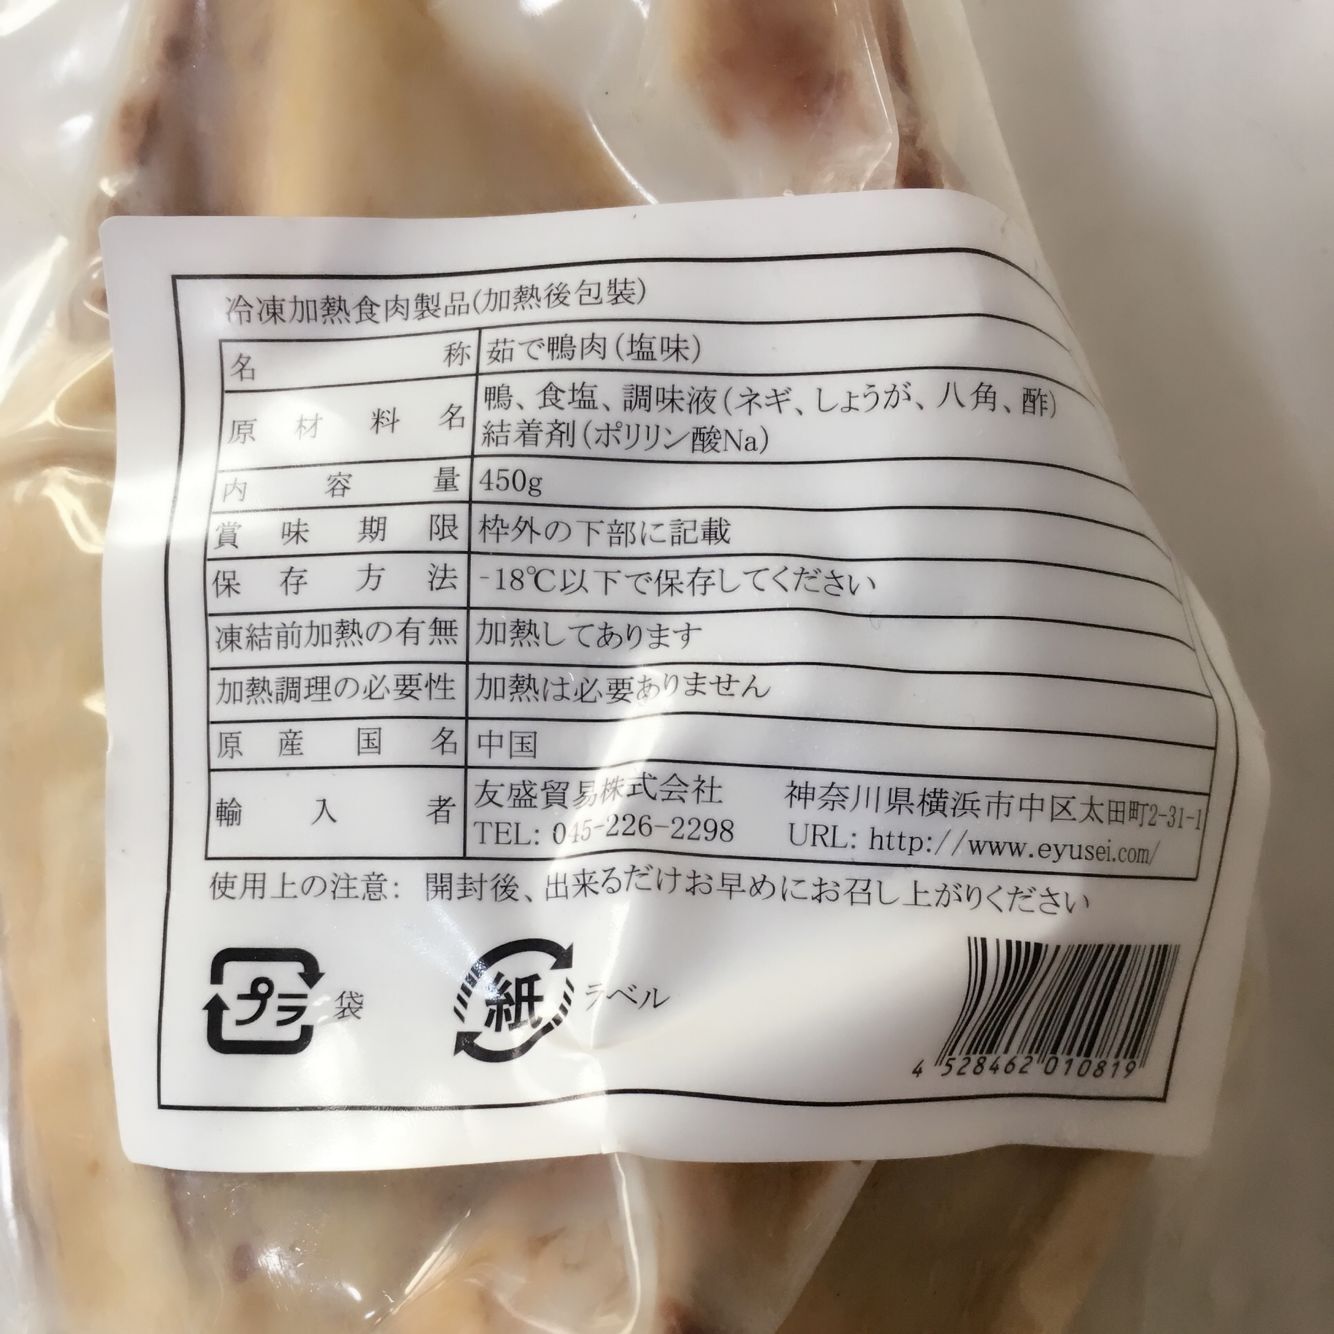 冷凍加熱食肉製品(加熱後包装)
名称 茹で鴨肉(塩味)
原材料名 鴨、食塩、調味液(ネギ、しょうが、八角、酢)
結着剤(ポリリン酸Na)
内容量 450g
賞味期限 枠外の下部に記載
保存方法 -18℃以下で保存してください
凍結前加熱の有無 加熱してあります
加熱調理の必要性 加熱は必要ありません
原産国名 中国
輸入者 友盛貿易株式会社 神奈川県横浜市中区太田町2-31-1
TEL: 045-226-2298 URL: http://www.eyusei.com/
使用上の注意: 開封後、出来るだけお早めにお召し上がりください
プラ 袋 紙 ラベル
4 528462 010819